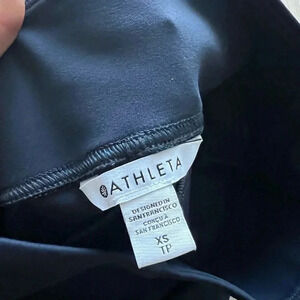 ATHLETA
DESIGNED IN
SAN FRANCISCO
CONÇU À
SAN FRANCISCO
XS
TP